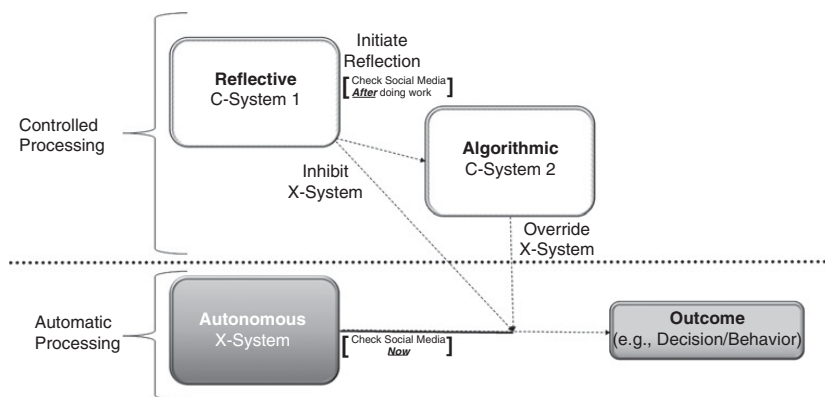 Initiate
Reflection
Reflective
C-System 1
[Check Social Media]
After doing work
Controlled
Processing
Algorithmic
C-System 2
Inhibit
X-System
Override
X-System
Autonomous
X-System
Automatic
Processing
[Check Social Media]
Now
Outcome
(e.g., Decision/Behavior)